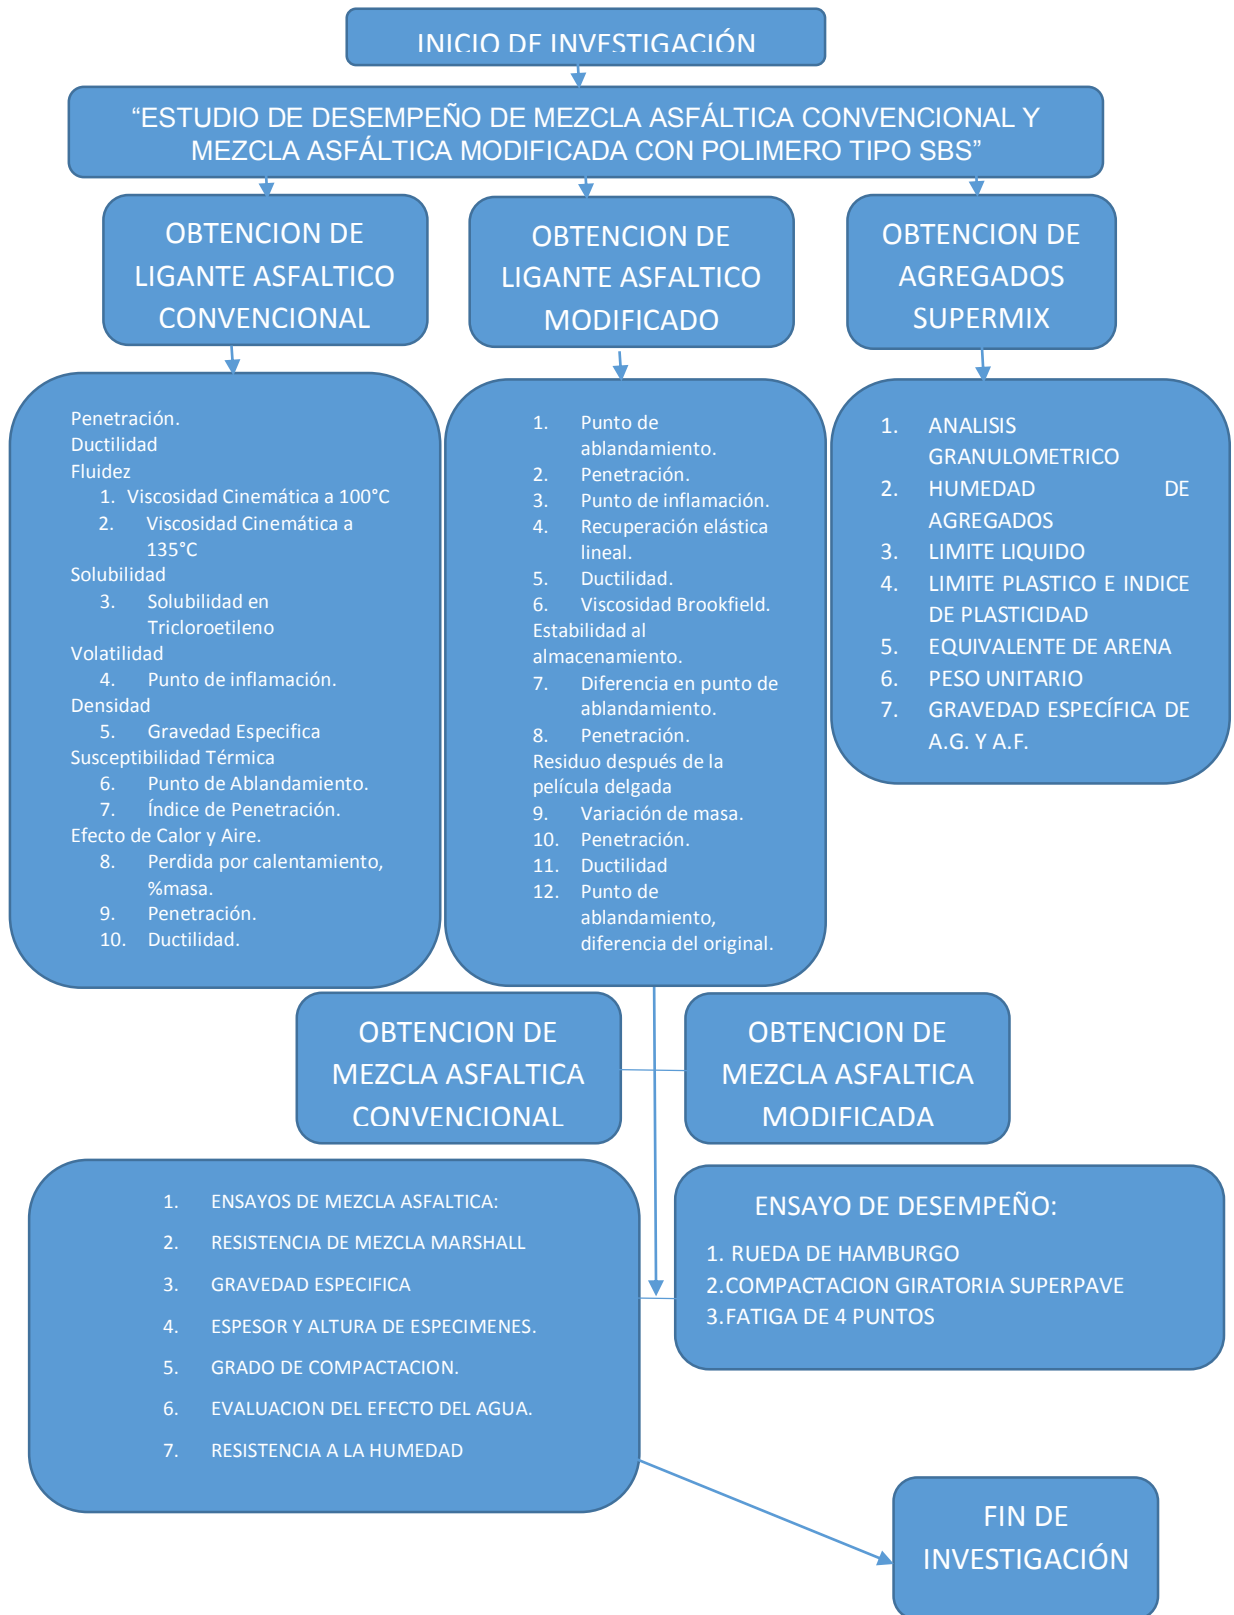 INICIO DE INVESTIGACIÓN
“ESTUDIO DE DESEMPEÑO DE MEZCLA ASFÁLTICA CONVENCIONAL Y
MEZCLA ASFÁLTICA MODIFICADA CON POLIMERO TIPO SBS”
OBTENCION DE
LIGANTE ASFALTICO
CONVENCIONAL
OBTENCION DE
LIGANTE ASFALTICO
MODIFICADO
OBTENCION DE
AGREGADOS
SUPERMIX
Penetración.
Ductilidad
Fluidez
1. Viscosidad Cinemática a 100°C
2. Viscosidad Cinemática a
135°C
Solubilidad
3. Solubilidad en
Tricloroetileno
Volatilidad
4. Punto de inflamación.
Densidad
5. Gravedad Especifica
Susceptibilidad Térmica
6. Punto de Ablandamiento.
7. Índice de Penetración.
Efecto de Calor y Aire.
8. Perdida por calentamiento,
%masa.
9. Penetración.
10. Ductilidad.
1. Punto de
ablandamiento.
2. Penetración.
3. Punto de inflamación.
4. Recuperación elástica
lineal.
5. Ductilidad.
6. Viscosidad Brookfield.
Estabilidad al
almacenamiento.
7. Diferencia en punto de
ablandamiento.
8. Penetración.
Residuo después de la
película delgada
9. Variación de masa.
10. Penetración.
11. Ductilidad
12. Punto de
ablandamiento,
diferencia del original.
1. ANALISIS
GRANULOMETRICO
2. HUMEDAD DE
AGREGADOS
3. LIMITE LIQUIDO
4. LIMITE PLASTICO E INDICE
DE PLASTICIDAD
5. EQUIVALENTE DE ARENA
6. PESO UNITARIO
7. GRAVEDAD ESPECÍFICA DE
A.G. Y A.F.
OBTENCION DE
MEZCLA ASFALTICA
CONVENCIONAL
OBTENCION DE
MEZCLA ASFALTICA
MODIFICADA
1. ENSAYOS DE MEZCLA ASFALTICA:
2. RESISTENCIA DE MEZCLA MARSHALL
3. GRAVEDAD ESPECIFICA
4. ESPESOR Y ALTURA DE ESPECIMENES.
5. GRADO DE COMPACTACION.
6. EVALUACION DEL EFECTO DEL AGUA.
7. RESISTENCIA A LA HUMEDAD
ENSAYO DE DESEMPEÑO:
1. RUEDA DE HAMBURGO
2.COMPACTACION GIRATORIA SUPERPAVE
3.FATIGA DE 4 PUNTOS
FIN DE
INVESTIGACIÓN